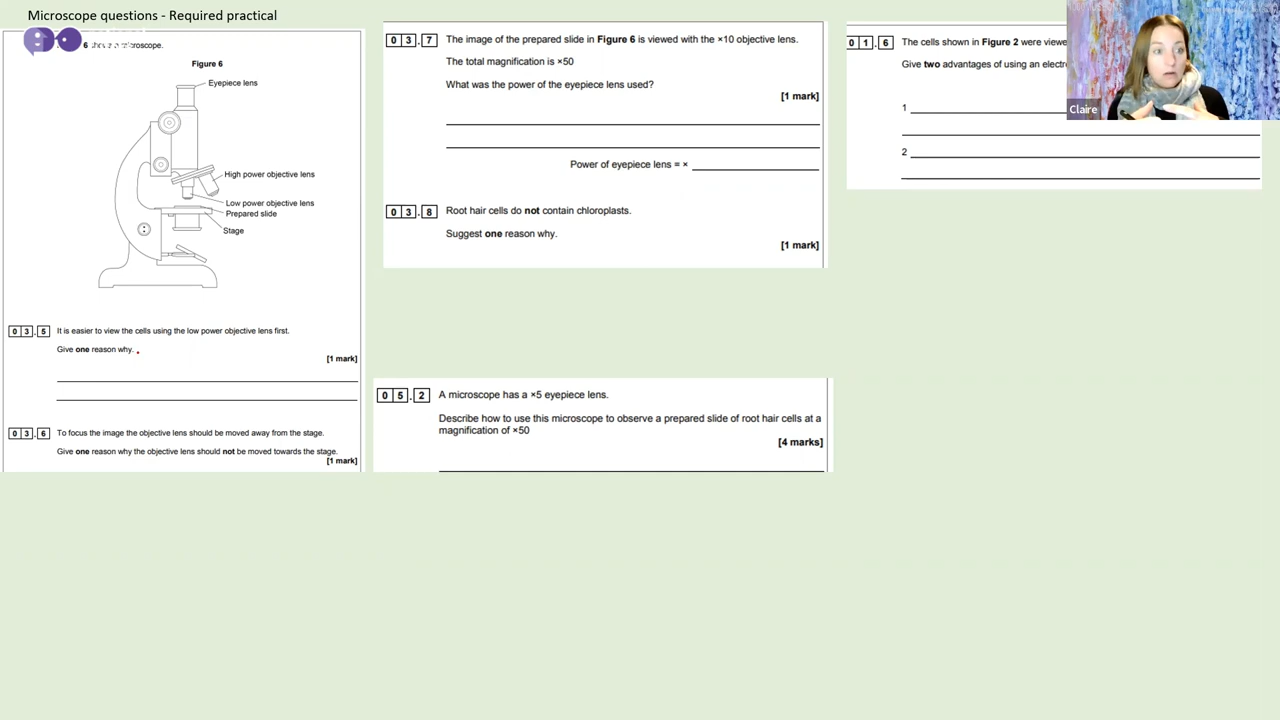 Microscope questions - Required practical
6 shows a microscope.
Figure 6
Eyepiece lens
High power objective lens
Low power objective lens
Prepared slide
Stage
0 3 . 5 It is easier to view the cells using the low power objective lens first.
Give one reason why.
[1 mark]
0 3 . 6 To focus the image the objective lens should be moved away from the stage.
Give one reason why the objective lens should not be moved towards the stage.
[1 mark]
0 3 . 7 The image of the prepared slide in Figure 6 is viewed with the ×10 objective lens.
The total magnification is ×50
What was the power of the eyepiece lens used?
[1 mark]
Power of eyepiece lens = ×
0 3 . 8 Root hair cells do not contain chloroplasts.
Suggest one reason why.
[1 mark]
0 5 . 2 A microscope has a ×5 eyepiece lens.
Describe how to use this microscope to observe a prepared slide of root hair cells at a
magnification of ×50
[4 marks]
0 1 . 6 The cells shown in Figure 2 were viewe
Give two advantages of using an electr
1
2
Claire